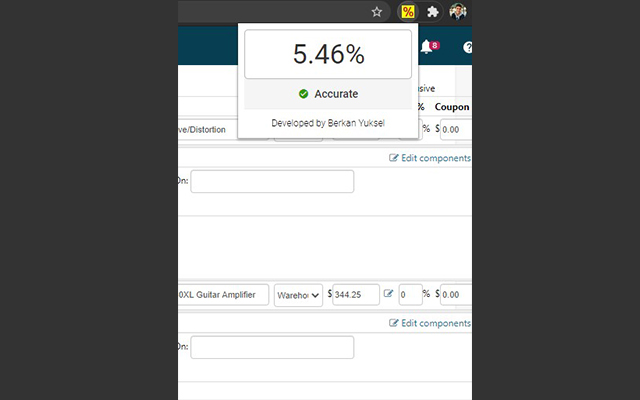 %
8
?
5.46%
Accurate
Developed by Berkan Yuksel
sive
% Coupon
ve/Distortion
% $ 0.00
Edit components
On:
0XL Guitar Amplifier Warehou $ 344.25 0 % $ 0.00
Edit components
On: